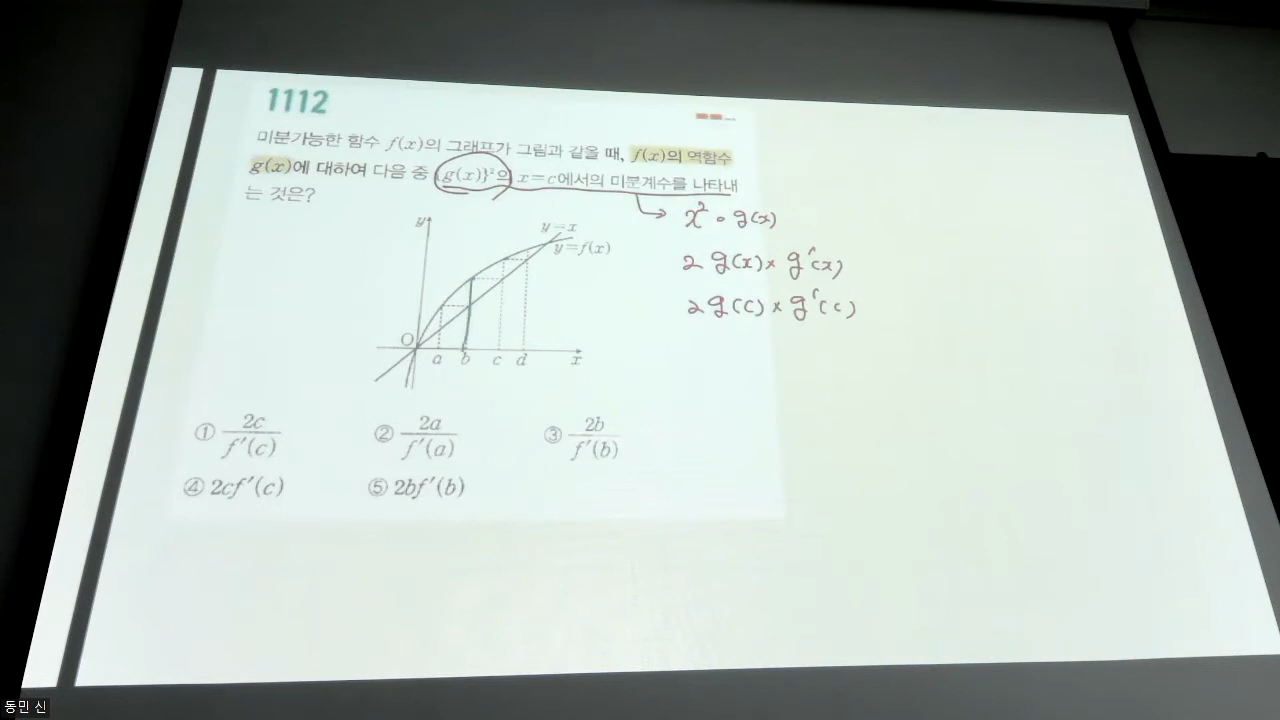 1112
미분가능한 함수 f(x)의 그래프가 그림과 같을 때, f(x)의 역함수
g(x)에 대하여 다음 중 {g(x)}²의 x=c에서의 미분계수를 나타내
는 것은?
x² ∘ g(x)
2 g(x) × g'(x)
2 g(c) × g'(c)
y
y=x
y=f(x)
O a b c d x
① 2c/f'(c) ② 2a/f'(a) ③ 2b/f'(b)
④ 2cf'(c) ⑤ 2bf'(b)
동민 신